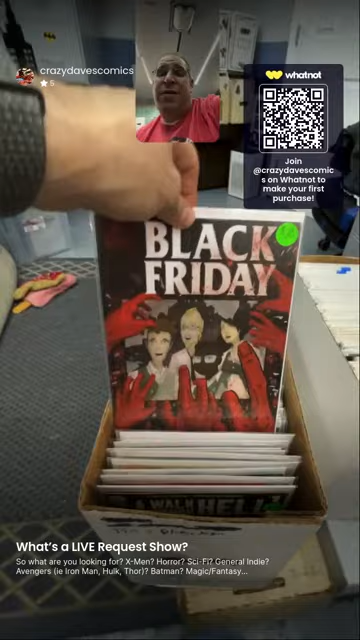 crazydavescomics
★ 5
whatnot
Join
@crazydavescomic
s on Whatnot to
make your first
purchase!
BLACK
FRIDAY
A WALK
HELL!
What's a LIVE Request Show?
So what are you looking for? X-Men? Horror? Sci-Fi? General Indie?
Avengers (ie Iron Man, Hulk, Thor)? Batman? Magic/Fantasy...